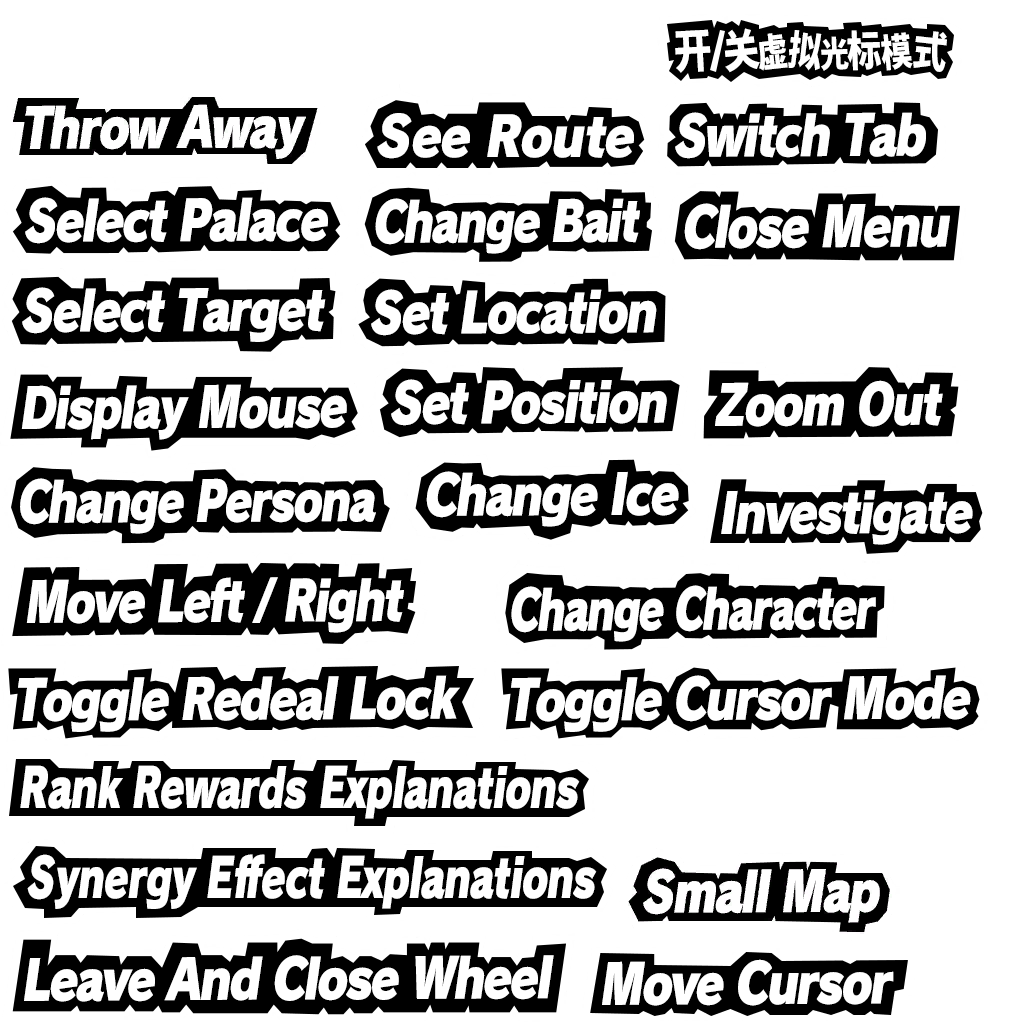 开/关虚拟光标模式
Throw Away
See Route
Switch Tab
Select Palace
Change Bait
Close Menu
Select Target
Set Location
Display Mouse
Set Position
Zoom Out
Change Persona
Change Ice
Investigate
Move Left / Right
Change Character
Toggle Redeal Lock
Toggle Cursor Mode
Rank Rewards Explanations
Synergy Effect Explanations
Small Map
Leave And Close Wheel
Move Cursor